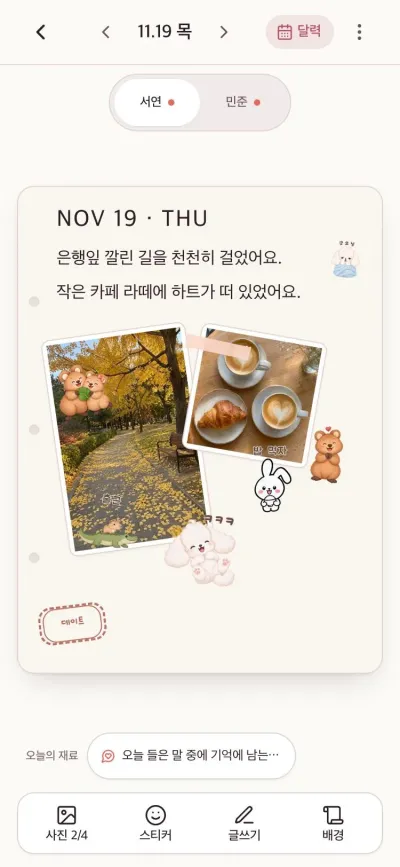 11.19 목
달력
서연
민준
NOV 19 · THU
은행잎 깔린 길을 천천히 걸었어요.
작은 카페 라떼에 하트가 떠 있었어요.
ㅋㅋㅋ
데이트
오늘의 재료
오늘 들은 말 중에 기억에 남는…
사진 2/4
스티커
글쓰기
배경